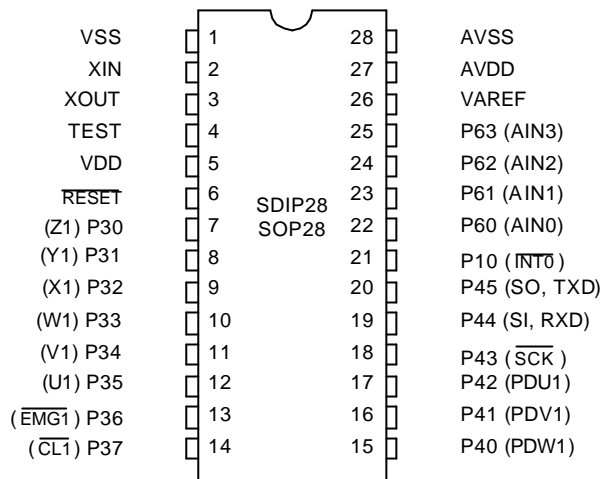 VSS 1 28 AVSS
XIN 2 27 AVDD
XOUT 3 26 VAREF
TEST 4 25 P63 (AIN3)
VDD 5 24 P62 (AIN2)
RESET 6 23 P61 (AIN1)
SDIP28
(Z1) P30 7 22 P60 (AIN0)
SOP28
(Y1) P31 8 21 P10 (INT0)
(X1) P32 9 20 P45 (SO, TXD)
(W1) P33 10 19 P44 (SI, RXD)
(V1) P34 11 18 P43 (SCK)
(U1) P35 12 17 P42 (PDU1)
(EMG1) P36 13 16 P41 (PDV1)
(CL1) P37 14 15 P40 (PDW1)